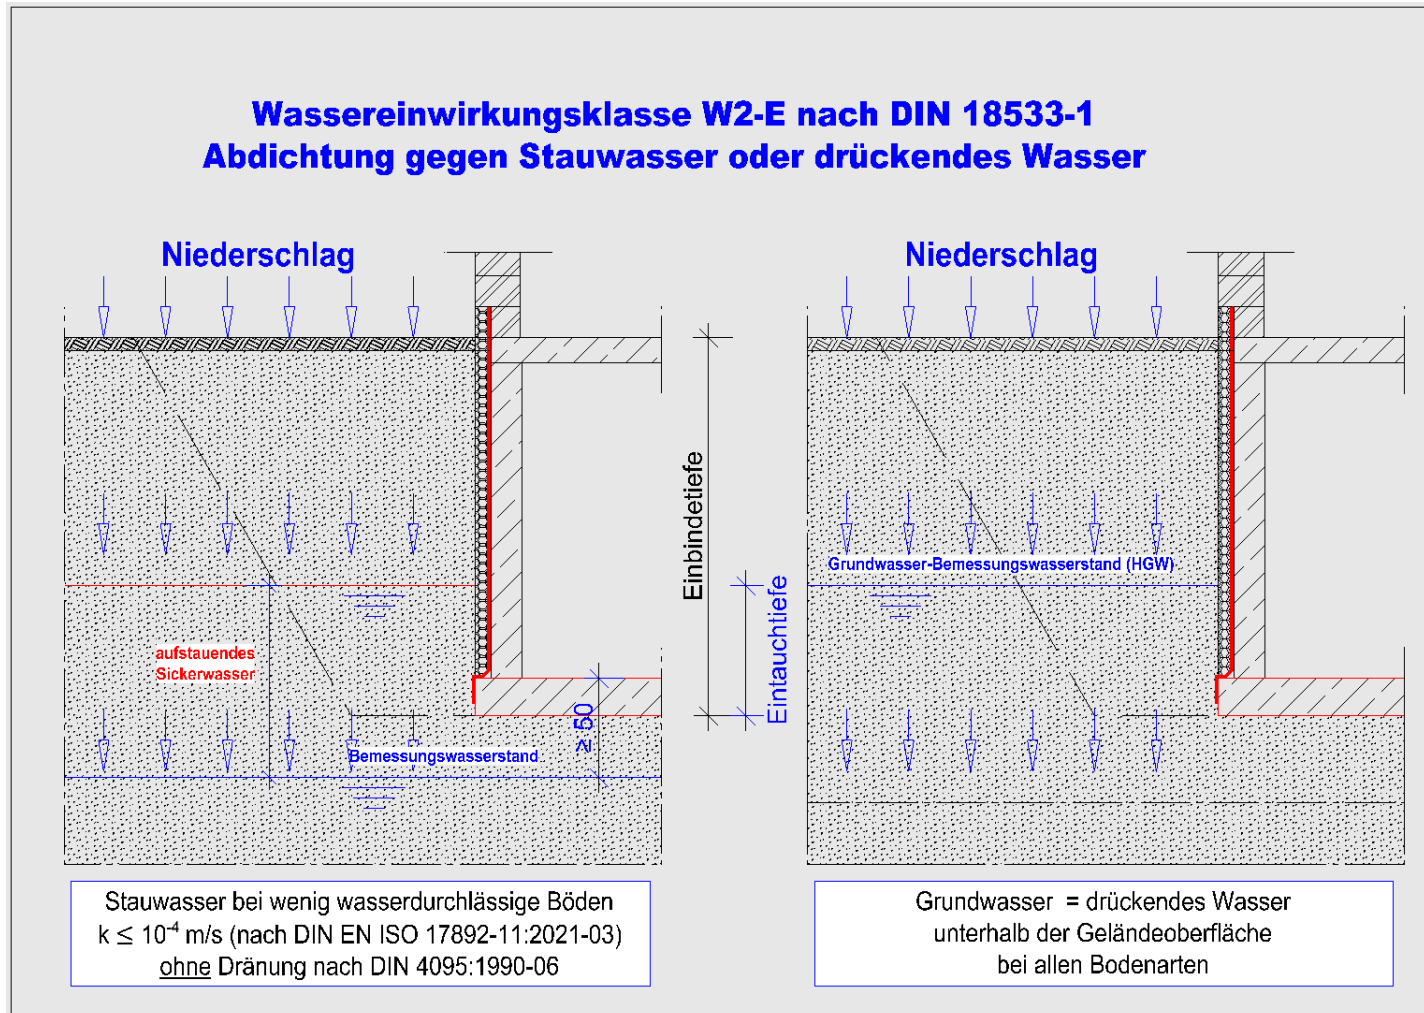 Wassereinwirkungsklasse W2-E nach DIN 18533-1
Abdichtung gegen Stauwasser oder drückendes Wasser
Niederschlag
aufstauendes
Sickerwasser
Bemessungswasserstand
≥ 50
Einbindetiefe
Eintauchtiefe
Stauwasser bei wenig wasserdurchlässige Böden
k ≤ 10⁻⁴ m/s (nach DIN EN ISO 17892-11:2021-03)
ohne Dränung nach DIN 4095:1990-06
Niederschlag
Grundwasser-Bemessungswasserstand (HGW)
Grundwasser = drückendes Wasser
unterhalb der Geländeoberfläche
bei allen Bodenarten